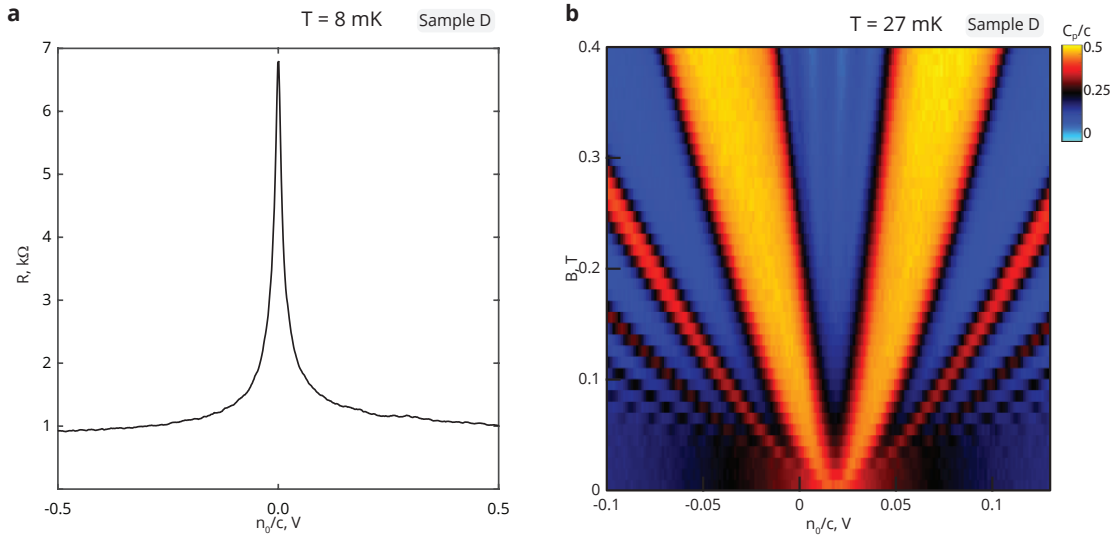 a
T = 8 mK
Sample D
7
6
5
4
3
2
1
-0.5
0.0
0.5
R, kΩ
n₀/c, V
b
T = 27 mK
Sample D
Cₚ/c
0.5
0.25
0
0.4
0.3
0.2
0.1
0
-0.1
-0.05
0
0.05
0.1
B, T
n₀/c, V